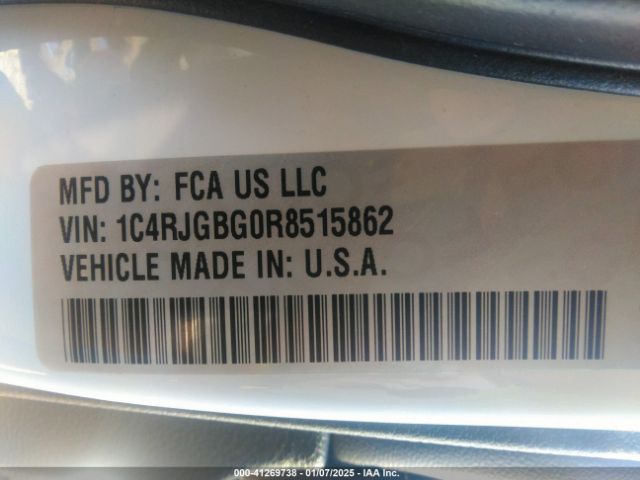 MFD BY: FCA US LLC
VIN: 1C4RJGBG0R8515862
VEHICLE MADE IN: U.S.A.
000-41269738 - 01/07/2025 - IAA Inc.